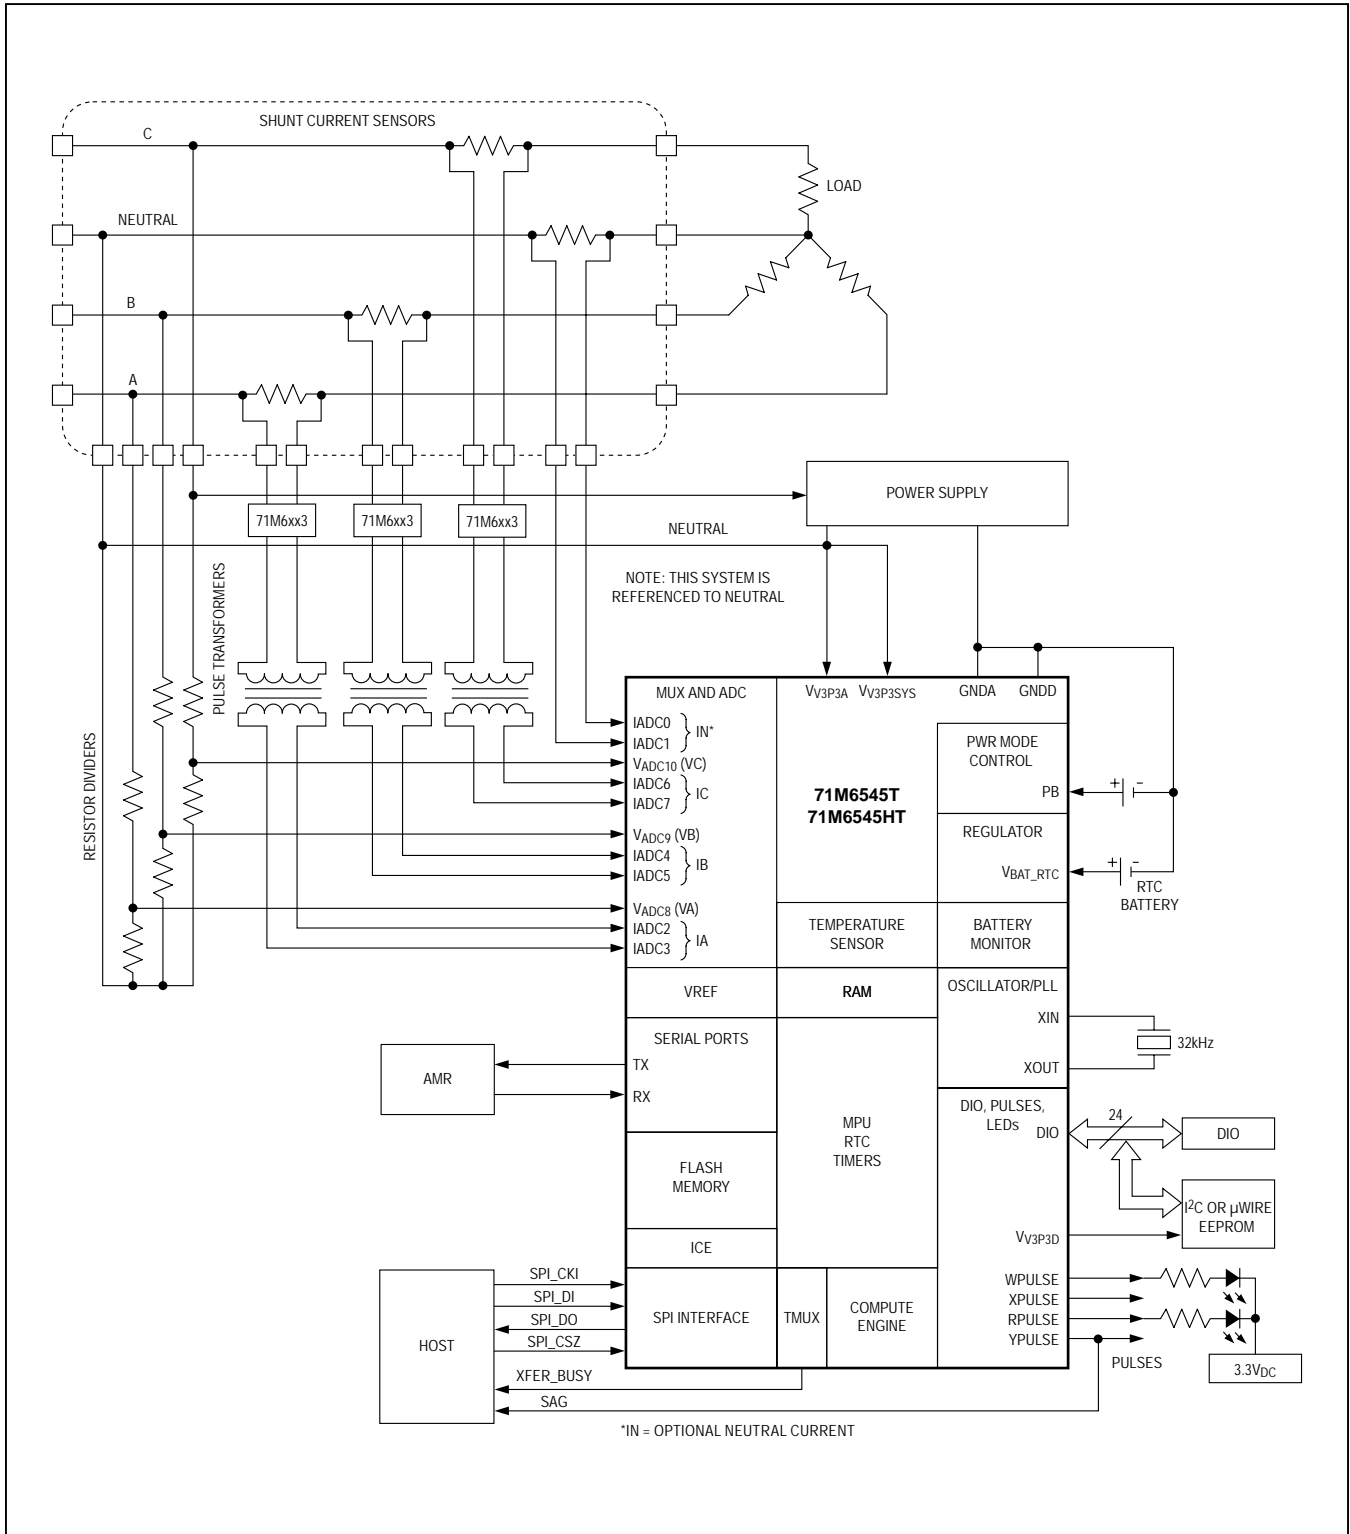 SHUNT CURRENT SENSORS
C
LOAD
NEUTRAL
B
A
POWER SUPPLY
71M6xx3
71M6xx3
71M6xx3
NEUTRAL
NOTE: THIS SYSTEM IS
REFERENCED TO NEUTRAL
PULSE TRANSFORMERS
RESISTOR DIVIDERS
MUX AND ADC
VV3P3A
VV3P3SYS
GNDA
GNDD
IADC0
IADC1
IN*
VADC10 (VC)
IADC6
IADC7
IC
VADC9 (VB)
IADC4
IADC5
IB
VADC8 (VA)
IADC2
IADC3
IA
71M6545T
71M6545HT
PWR MODE
CONTROL
PB
+ -
REGULATOR
VBAT_RTC
+ -
RTC
BATTERY
TEMPERATURE
SENSOR
BATTERY
MONITOR
VREF
RAM
OSCILLATOR/PLL
XIN
XOUT
32kHz
SERIAL PORTS
TX
RX
AMR
MPU
RTC
TIMERS
DIO, PULSES,
LEDs
DIO
24
DIO
I2C OR µWIRE
EEPROM
VV3P3D
FLASH
MEMORY
ICE
SPI INTERFACE
TMUX
COMPUTE
ENGINE
WPULSE
XPULSE
RPULSE
YPULSE
PULSES
3.3VDC
HOST
SPI_CKI
SPI_DI
SPI_DO
SPI_CSZ
XFER_BUSY
SAG
*IN = OPTIONAL NEUTRAL CURRENT